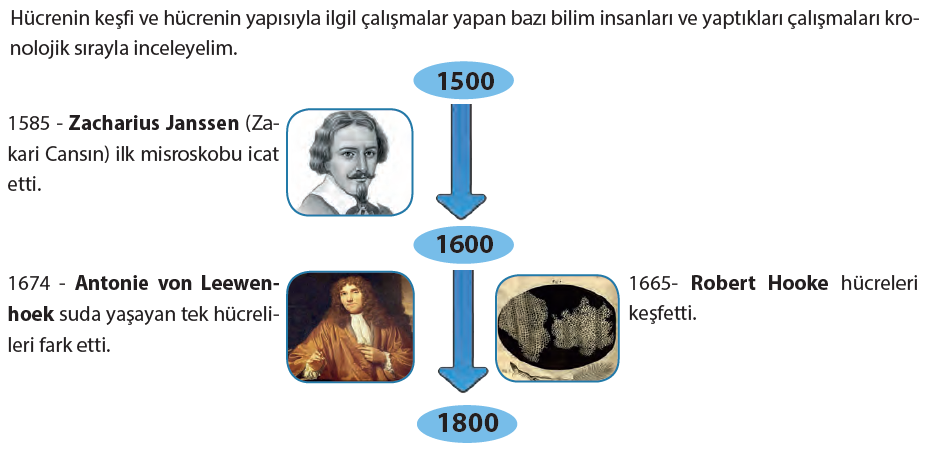 Hücrenin keşfi ve hücrenin yapısıyla ilgil çalışmalar yapan bazı bilim insanları ve yaptıkları çalışmaları kro-
nolojik sırayla inceleyelim.
1500
1585 - Zacharius Janssen (Za-
kari Cansın) ilk misroskobu icat
etti.
1600
1674 - Antonie von Leewen-
hoek suda yaşayan tek hücreli-
leri fark etti.
1665- Robert Hooke hücreleri
keşfetti.
1800